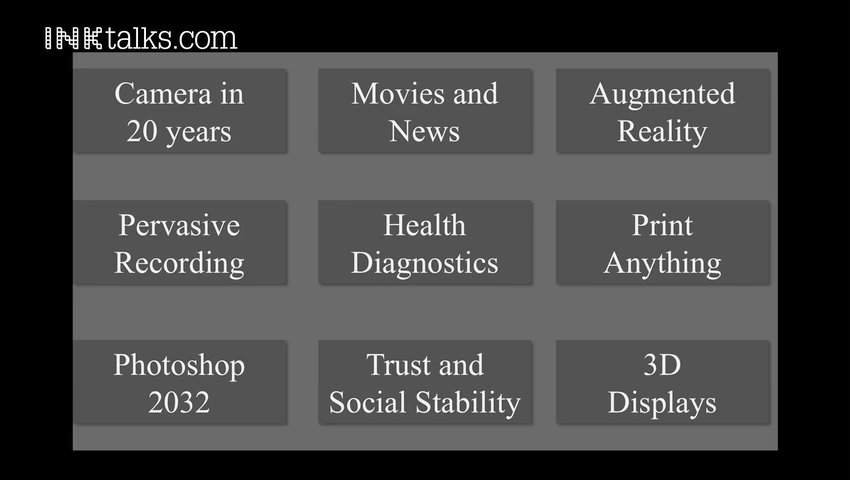 INKtalks.com
Camera in
20 years
Movies and
News
Augmented
Reality
Pervasive
Recording
Health
Diagnostics
Print
Anything
Photoshop
2032
Trust and
Social Stability
3D
Displays